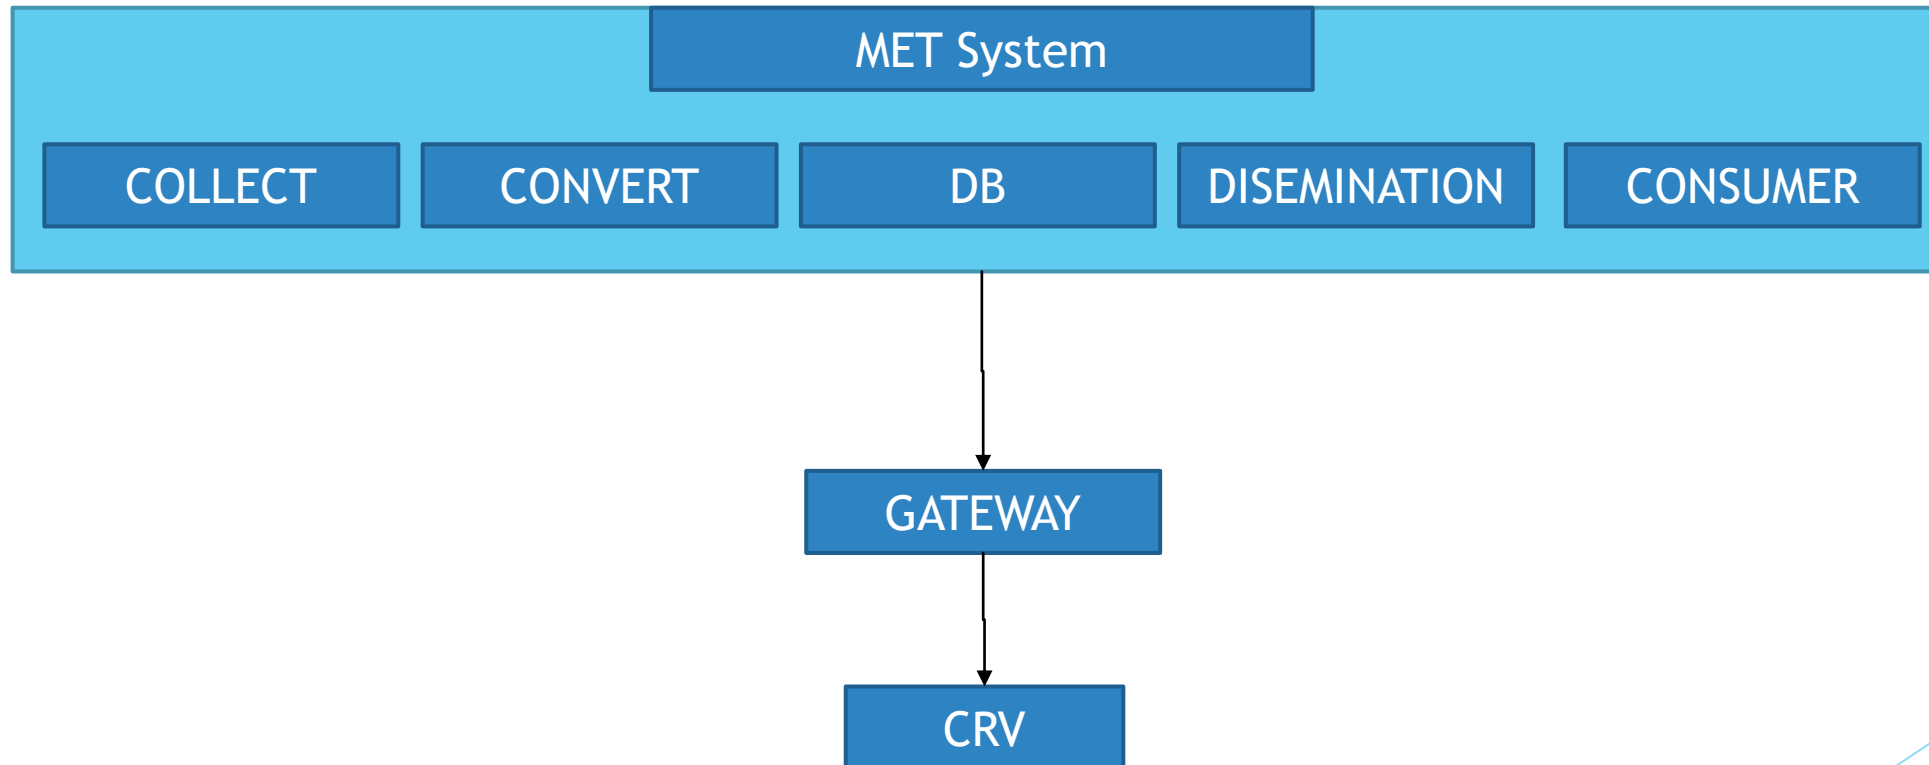 MET System
COLLECT
CONVERT
DB
DISEMINATION
CONSUMER
GATEWAY
CRV